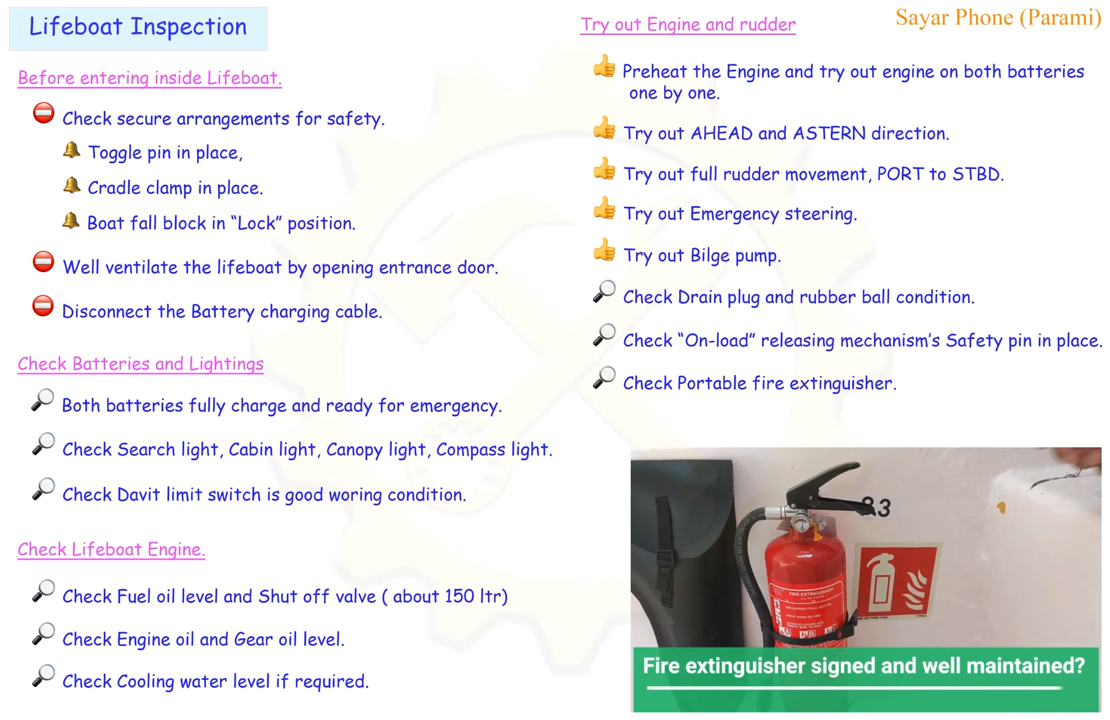 Lifeboat Inspection
Before entering inside Lifeboat.
Check secure arrangements for safety.
Toggle pin in place,
Cradle clamp in place.
Boat fall block in “Lock” position.
Well ventilate the lifeboat by opening entrance door.
Disconnect the Battery charging cable.
Check Batteries and Lightings
Both batteries fully charge and ready for emergency.
Check Search light, Cabin light, Canopy light, Compass light.
Check Davit limit switch is good woring condition.
Check Lifeboat Engine.
Check Fuel oil level and Shut off valve ( about 150 ltr)
Check Engine oil and Gear oil level.
Check Cooling water level if required.
Sayar Phone (Parami)
Try out Engine and rudder
Preheat the Engine and try out engine on both batteries
one by one.
Try out AHEAD and ASTERN direction.
Try out full rudder movement, PORT to STBD.
Try out Emergency steering.
Try out Bilge pump.
Check Drain plug and rubber ball condition.
Check “On-load” releasing mechanism’s Safety pin in place.
Check Portable fire extinguisher.
83
FIRE EXTINGUISHER
Fire extinguisher signed and well maintained?